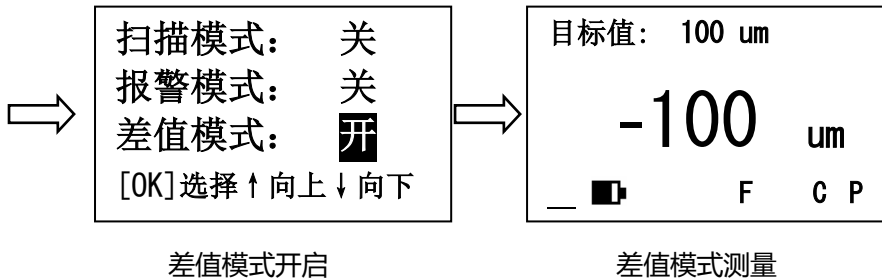 扫描模式: 关
报警模式: 关
差值模式: 开
[OK]选择↑向上↓向下
差值模式开启
目标值: 100 um
-100 um
F C P
差值模式测量